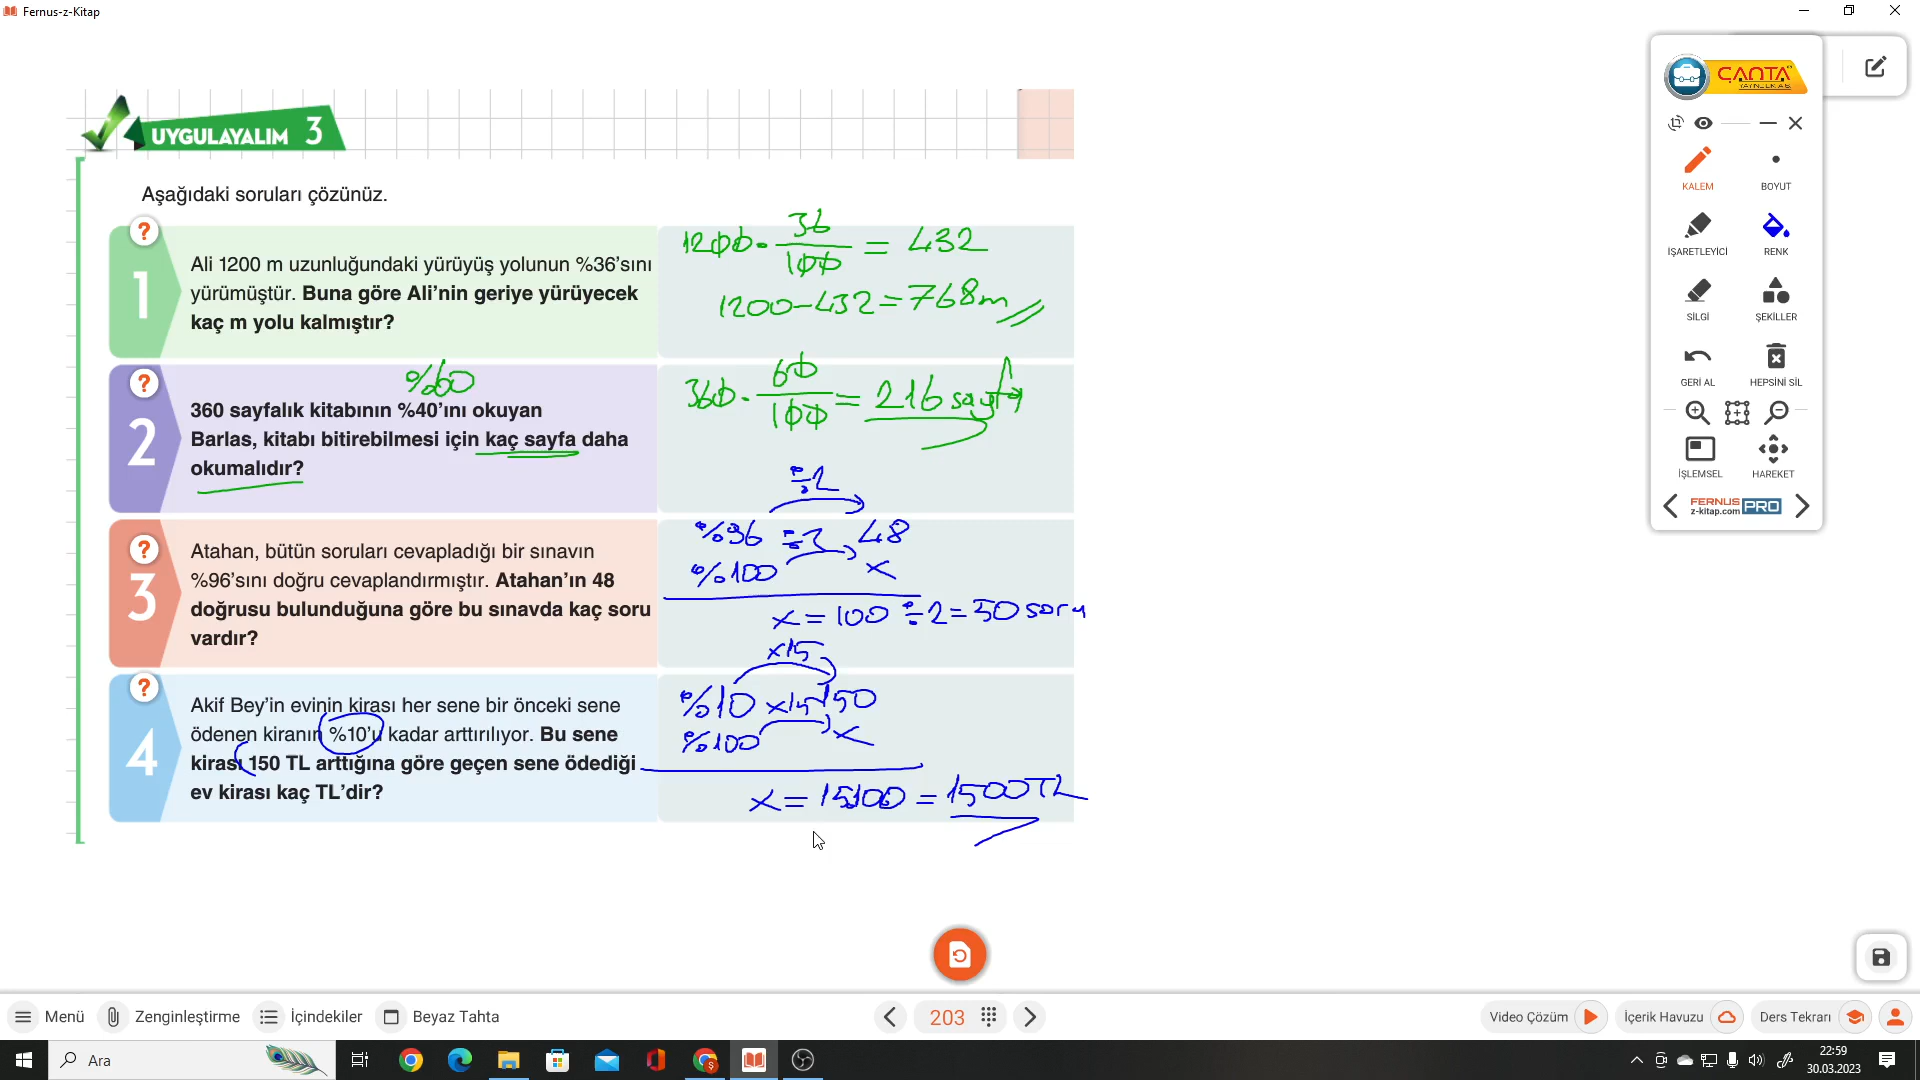 Fernus-z-Kitap
ÇANTA
YAYINLARI
UYGULAYALIM 3
Aşağıdaki soruları çözünüz.
?
1
Ali 1200 m uzunluğundaki yürüyüş yolunun %36'sını
yürümüştür. Buna göre Ali'nin geriye yürüyecek
kaç m yolu kalmıştır?
1200 · 36/100 = 432
1200 - 432 = 768m
?
2
%60
360 sayfalık kitabının %40'ını okuyan
Barlas, kitabı bitirebilmesi için kaç sayfa daha
okumalıdır?
360 · 60/100 = 216 sayfa
?
3
Atahan, bütün soruları cevapladığı bir sınavın
%96'sını doğru cevaplandırmıştır. Atahan'ın 48
doğrusu bulunduğuna göre bu sınavda kaç soru
vardır?
÷2
%36 ÷2 48
%100 x
x = 100 ÷ 2 = 50 soru
?
4
Akif Bey'in evinin kirası her sene bir önceki sene
ödenen kiranın %10'u kadar arttırılıyor. Bu sene
kirası 150 TL arttığına göre geçen sene ödediği
ev kirası kaç TL'dir?
x15
%10 x15 150
%100 x
x = 15.100 = 1500TL
KALEM
BOYUT
İŞARETLEYİCİ
RENK
SİLGİ
ŞEKİLLER
GERİ AL
HEPSİNİ SİL
İŞLEMSEL
HAREKET
FERNUS
z-kitap.com PRO
Menü
Zenginleştirme
İçindekiler
Beyaz Tahta
203
Video Çözüm
İçerik Havuzu
Ders Tekrarı
Ara
22:59
30.03.2023